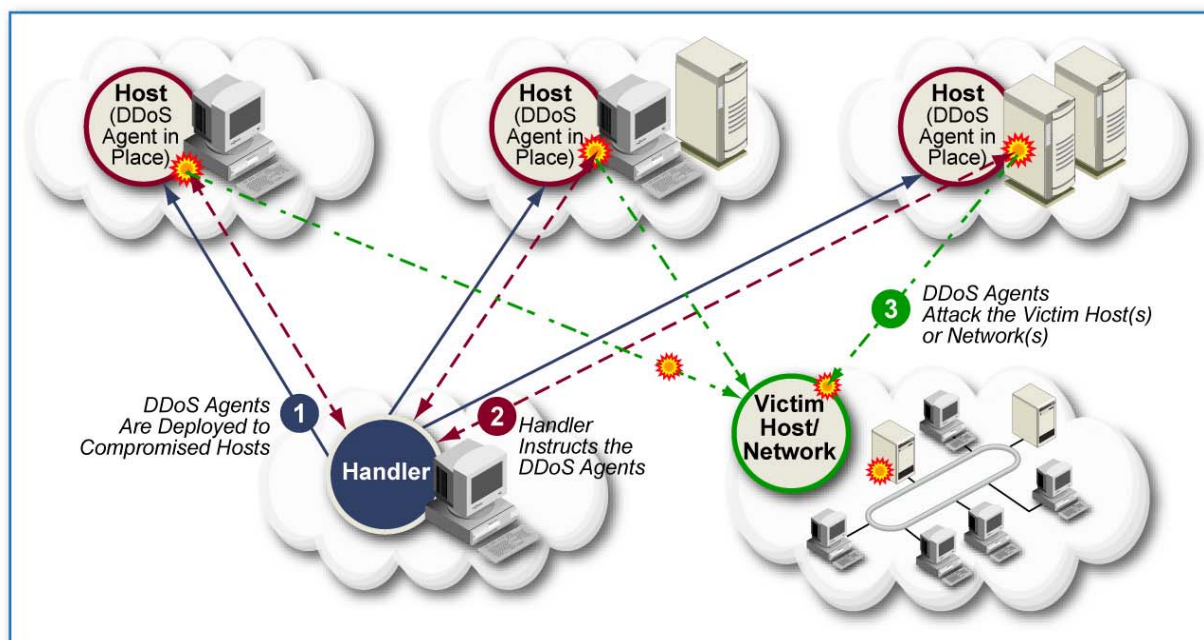 Host
(DDoS
Agent in
Place)
Host
(DDoS
Agent in
Place)
Host
(DDoS
Agent in
Place)
3
DDoS Agents
Attack the Victim Host(s)
or Network(s)
1
DDoS Agents
Are Deployed to
Compromised Hosts
Handler
2
Handler
Instructs the
DDoS Agents
Victim
Host/
Network